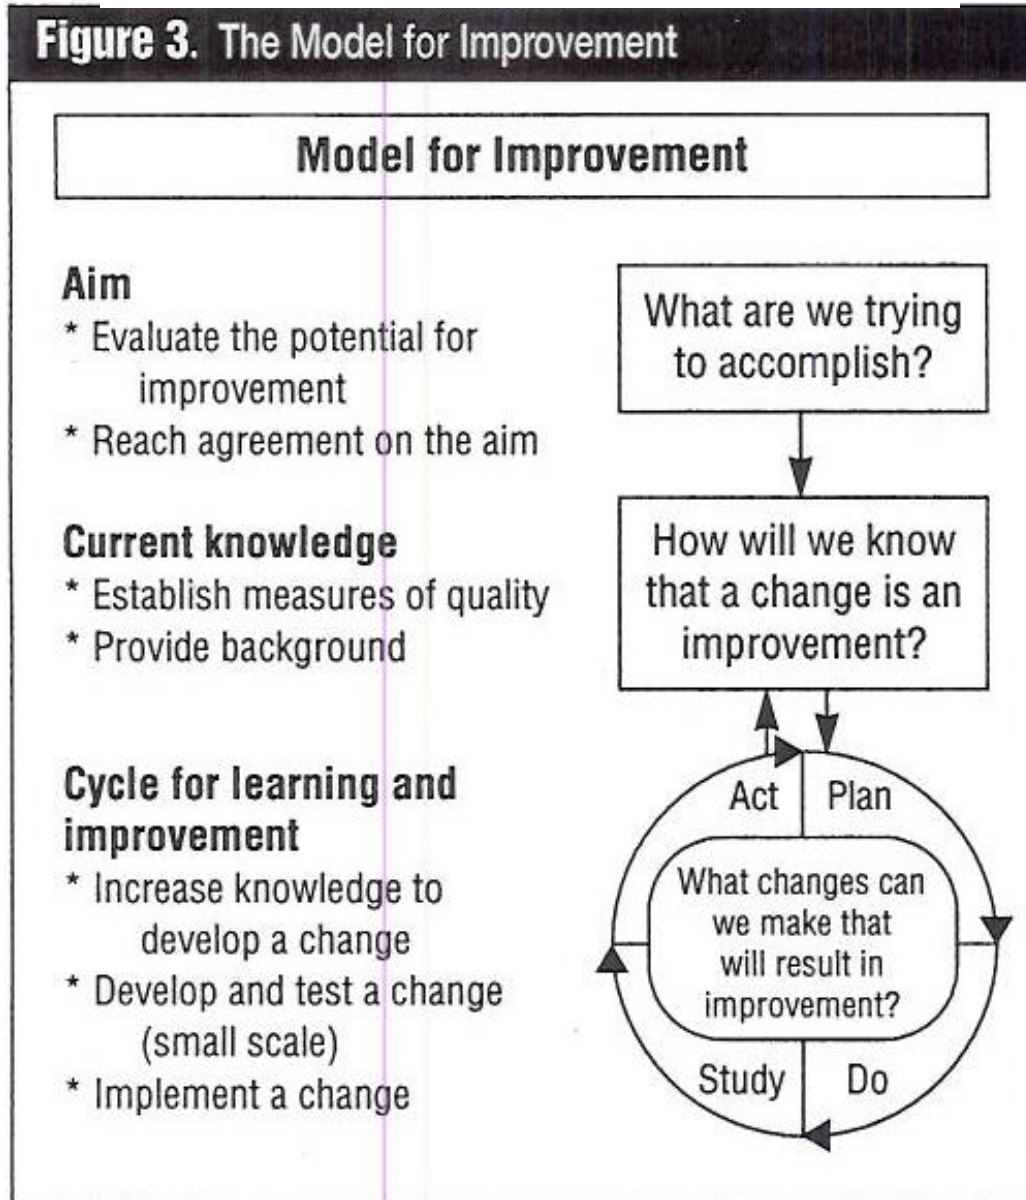 Figure 3. The Model for Improvement
Model for Improvement
Aim
* Evaluate the potential for
improvement
* Reach agreement on the aim
What are we trying
to accomplish?
Current knowledge
* Establish measures of quality
* Provide background
How will we know
that a change is an
improvement?
Cycle for learning and
improvement
* Increase knowledge to
develop a change
* Develop and test a change
(small scale)
* Implement a change
Act
Plan
What changes can
we make that
will result in
improvement?
Study
Do